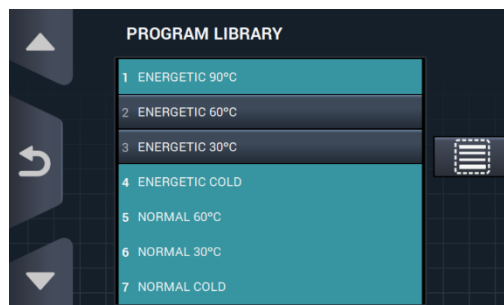 PROGRAM LIBRARY
1 ENERGETIC 90ºC
2 ENERGETIC 60ºC
3 ENERGETIC 30ºC
4 ENERGETIC COLD
5 NORMAL 60ºC
6 NORMAL 30ºC
7 NORMAL COLD